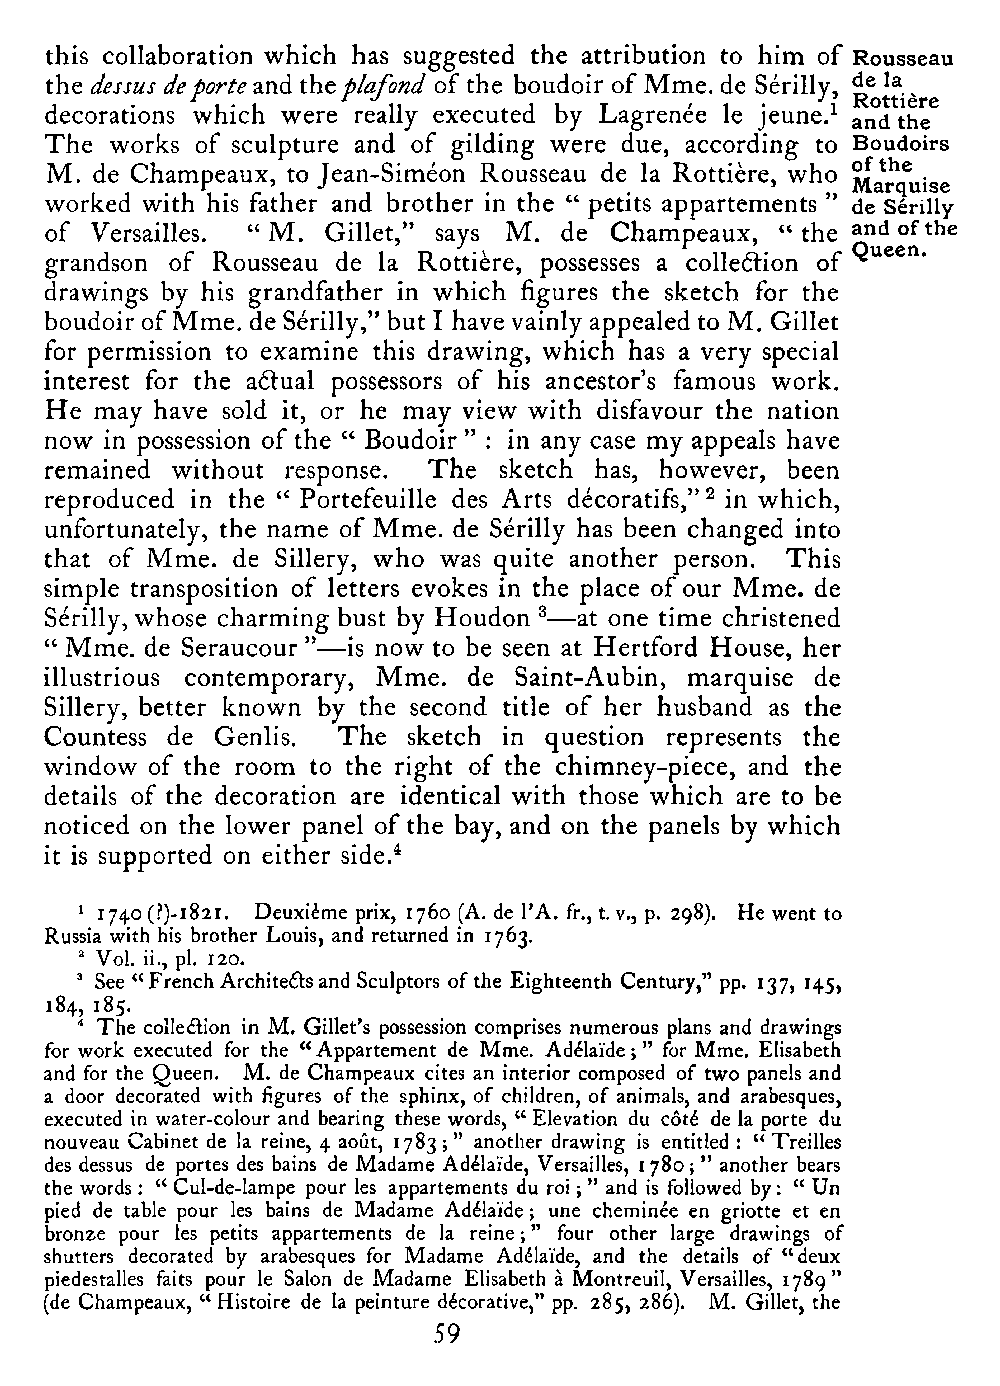 this collaboration which has suggested the attribution to him of
the dessus de porte and the plafond of the boudoir of Mme. de Sérilly,
decorations which were really executed by Lagrenée le jeune.¹
The works of sculpture and of gilding were due, according to
M. de Champeaux, to Jean-Siméon Rousseau de la Rottière, who
worked with his father and brother in the “ petits appartements ”
of Versailles. “ M. Gillet,” says M. de Champeaux, “ the
grandson of Rousseau de la Rottière, possesses a collection of
drawings by his grandfather in which figures the sketch for the
boudoir of Mme. de Sérilly,” but I have vainly appealed to M. Gillet
for permission to examine this drawing, which has a very special
interest for the actual possessors of his ancestor’s famous work.
He may have sold it, or he may view with disfavour the nation
now in possession of the “ Boudoir ” : in any case my appeals have
remained without response. The sketch has, however, been
reproduced in the “ Portefeuille des Arts décoratifs,” ² in which,
unfortunately, the name of Mme. de Sérilly has been changed into
that of Mme. de Sillery, who was quite another person. This
simple transposition of letters evokes in the place of our Mme. de
Sérilly, whose charming bust by Houdon ³—at one time christened
“ Mme. de Seraucour ”—is now to be seen at Hertford House, her
illustrious contemporary, Mme. de Saint-Aubin, marquise de
Sillery, better known by the second title of her husband as the
Countess de Genlis. The sketch in question represents the
window of the room to the right of the chimney-piece, and the
details of the decoration are identical with those which are to be
noticed on the lower panel of the bay, and on the panels by which
it is supported on either side.⁴
Rousseau
de la
Rottière
and the
Boudoirs
of the
Marquise
de Sérilly
and of the
Queen.
¹ 1740 (?)-1821. Deuxième prix, 1760 (A. de l’A. fr., t. v., p. 298). He went to
Russia with his brother Louis, and returned in 1763.
² Vol. ii., pl. 120.
³ See “ French Architects and Sculptors of the Eighteenth Century,” pp. 137, 145,
184, 185.
⁴ The collection in M. Gillet’s possession comprises numerous plans and drawings
for work executed for the “ Appartement de Mme. Adélaïde ; ” for Mme. Elisabeth
and for the Queen. M. de Champeaux cites an interior composed of two panels and
a door decorated with figures of the sphinx, of children, of animals, and arabesques,
executed in water-colour and bearing these words, “ Elevation du côté de la porte du
nouveau Cabinet de la reine, 4 août, 1783 ; ” another drawing is entitled : “ Treilles
des dessus de portes des bains de Madame Adélaïde, Versailles, 1780 ; ” another bears
the words : “ Cul-de-lampe pour les appartements du roi ; ” and is followed by : “ Un
pied de table pour les bains de Madame Adélaïde ; une cheminée en griotte et en
bronze pour les petits appartements de la reine ; ” four other large drawings of
shutters decorated by arabesques for Madame Adélaïde, and the details of “ deux
piedestalles faits pour le Salon de Madame Elisabeth à Montreuil, Versailles, 1789 ”
(de Champeaux, “ Histoire de la peinture décorative,” pp. 285, 286). M. Gillet, the
59